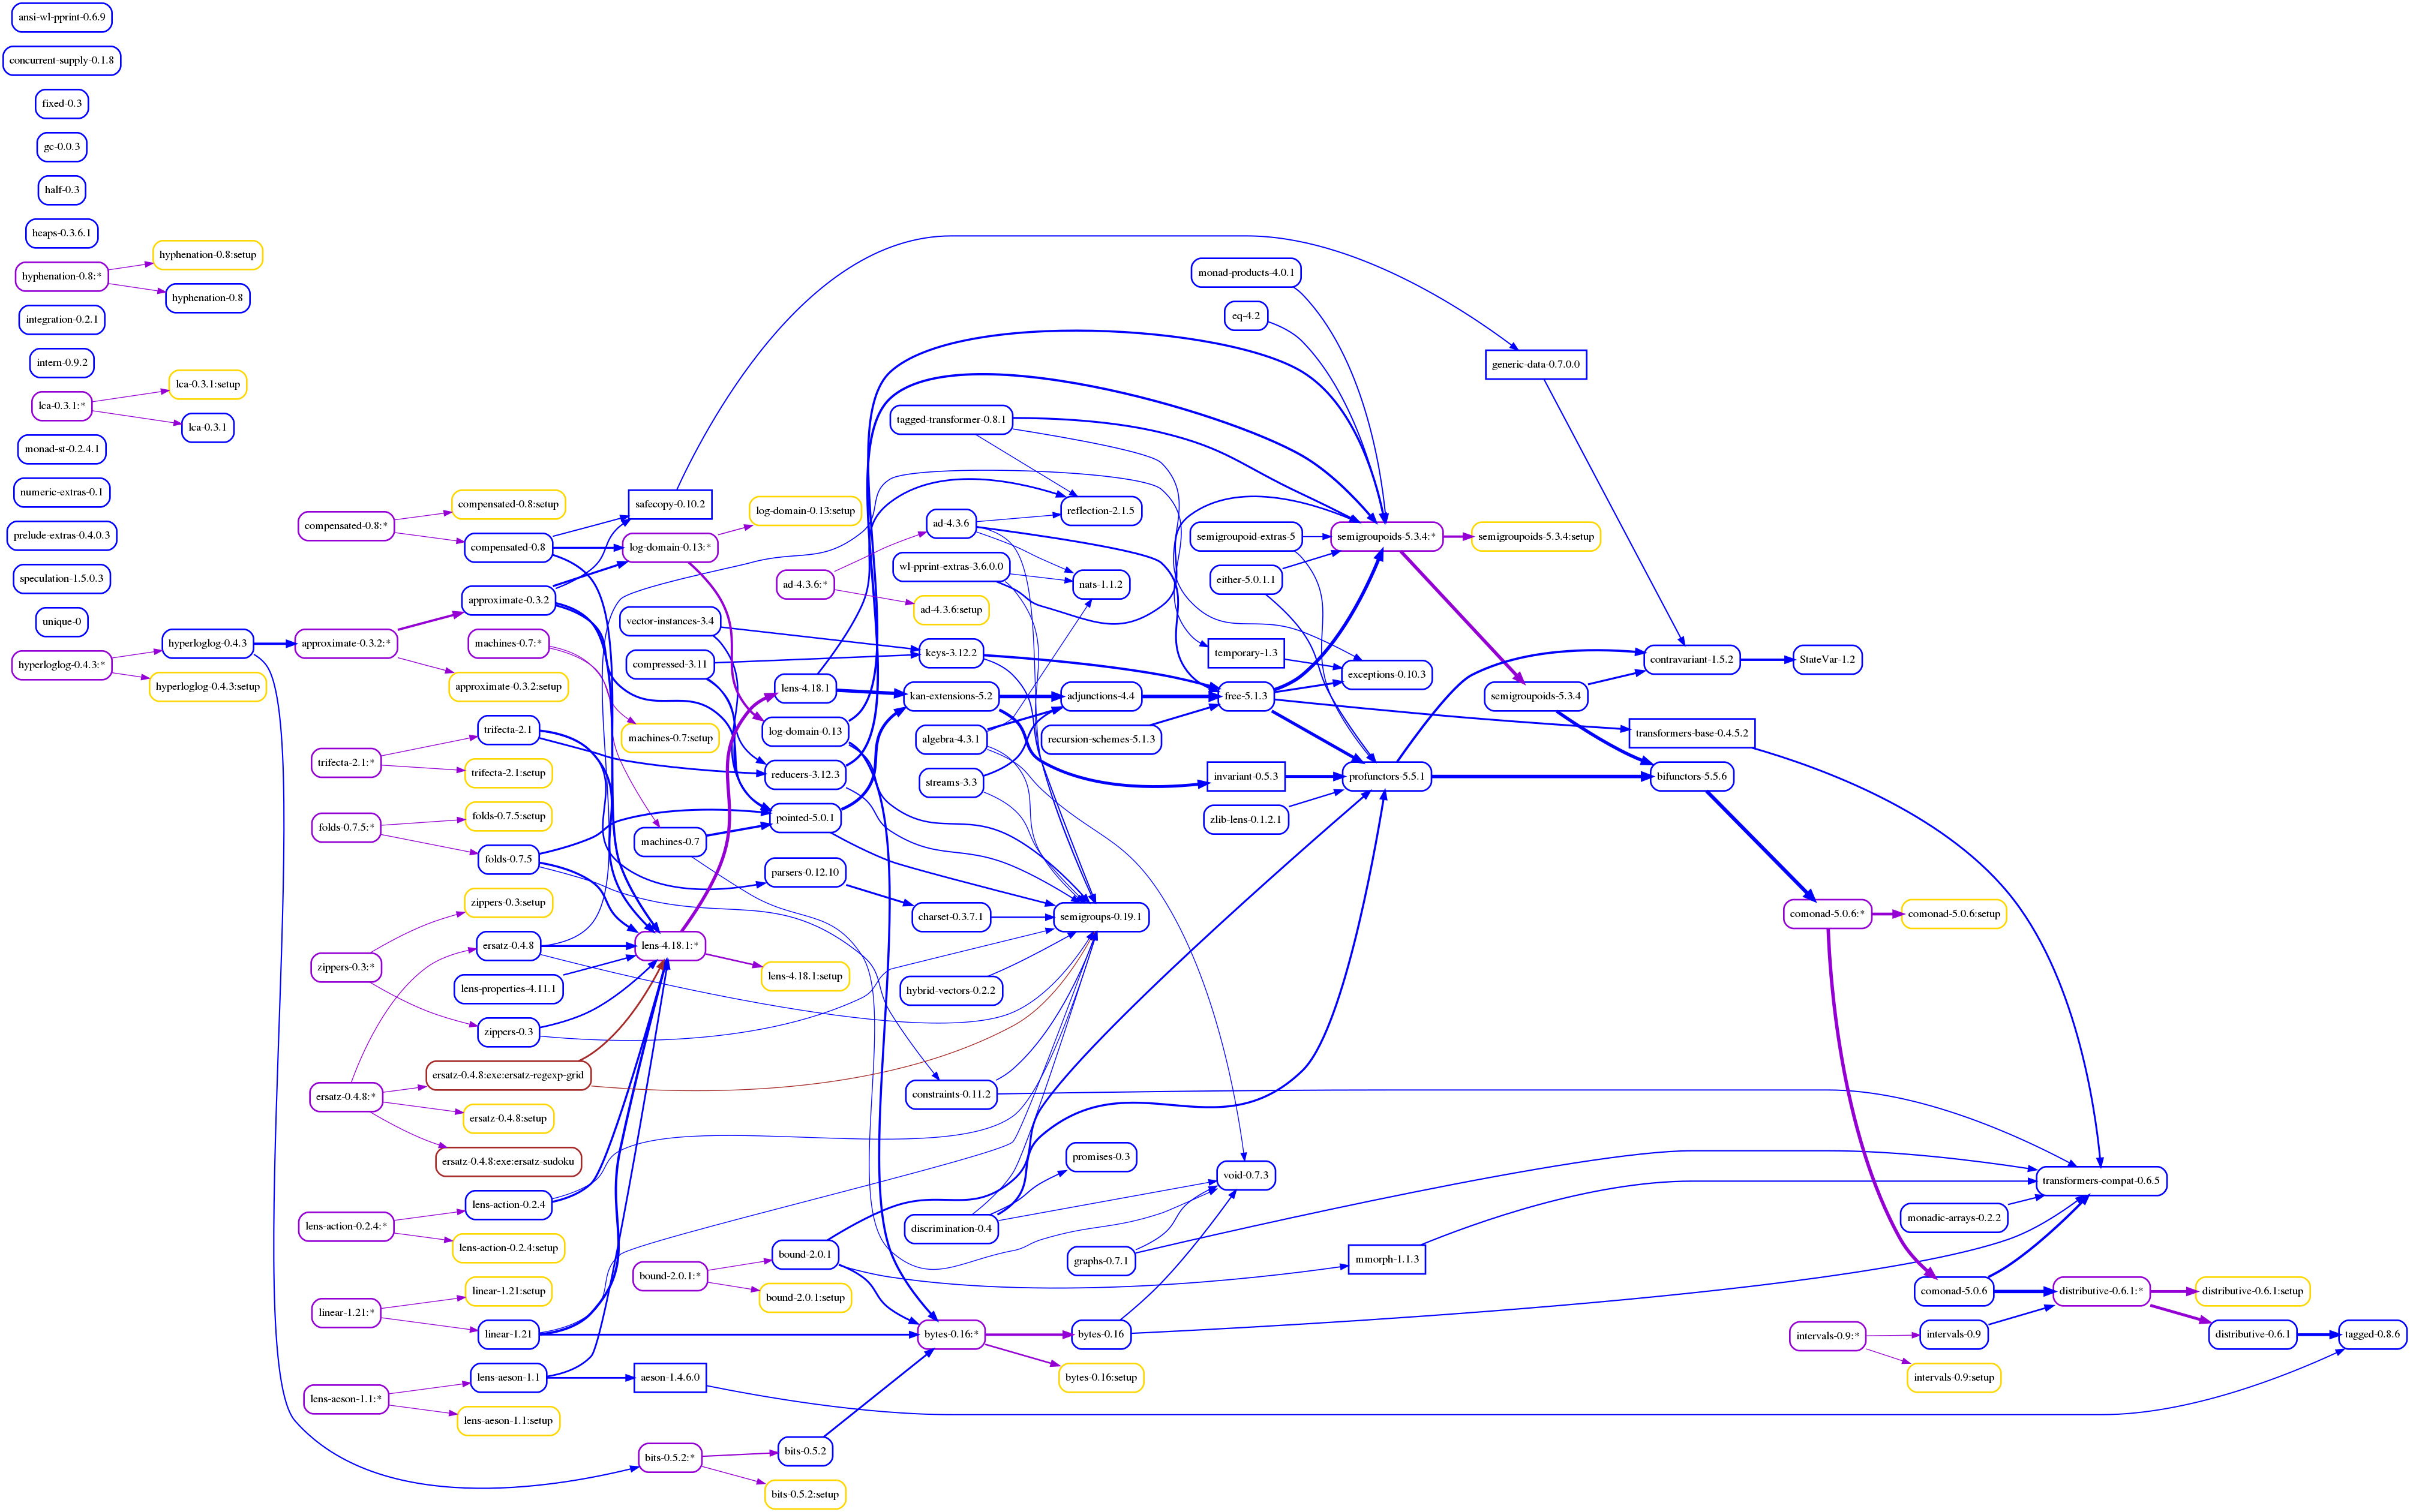 ansi-wl-pprint-0.6.9
concurrent-supply-0.1.8
fixed-0.3
gc-0.0.3
half-0.3
heaps-0.3.6.1
hyphenation-0.8:*
hyphenation-0.8:setup
hyphenation-0.8
integration-0.2.1
intern-0.9.2
lca-0.3.1:*
lca-0.3.1:setup
lca-0.3.1
monad-st-0.2.4.1
numeric-extras-0.1
prelude-extras-0.4.0.3
speculation-1.5.0.3
unique-0
hyperloglog-0.4.3:*
hyperloglog-0.4.3
hyperloglog-0.4.3:setup
compensated-0.8:*
approximate-0.3.2:*
trifecta-2.1:*
folds-0.7.5:*
zippers-0.3:*
ersatz-0.4.8:*
lens-action-0.2.4:*
linear-1.21:*
lens-aeson-1.1:*
compensated-0.8:setup
compensated-0.8
approximate-0.3.2
machines-0.7:*
approximate-0.3.2:setup
trifecta-2.1
trifecta-2.1:setup
folds-0.7.5:setup
folds-0.7.5
zippers-0.3:setup
ersatz-0.4.8
lens-properties-4.11.1
zippers-0.3
ersatz-0.4.8:exe:ersatz-regexp-grid
ersatz-0.4.8:setup
ersatz-0.4.8:exe:ersatz-sudoku
lens-action-0.2.4
lens-action-0.2.4:setup
linear-1.21:setup
linear-1.21
lens-aeson-1.1
lens-aeson-1.1:setup
safecopy-0.10.2
log-domain-0.13:*
vector-instances-3.4
compressed-3.11
machines-0.7:setup
machines-0.7
lens-4.18.1:*
bound-2.0.1:*
aeson-1.4.6.0
bits-0.5.2:*
log-domain-0.13:setup
ad-4.3.6:*
lens-4.18.1
log-domain-0.13
reducers-3.12.3
pointed-5.0.1
parsers-0.12.10
lens-4.18.1:setup
bound-2.0.1
bound-2.0.1:setup
bits-0.5.2
bits-0.5.2:setup
tagged-transformer-0.8.1
ad-4.3.6
wl-pprint-extras-3.6.0.0
ad-4.3.6:setup
keys-3.12.2
kan-extensions-5.2
algebra-4.3.1
streams-3.3
charset-0.3.7.1
hybrid-vectors-0.2.2
constraints-0.11.2
discrimination-0.4
bytes-0.16:*
reflection-2.1.5
nats-1.1.2
adjunctions-4.4
recursion-schemes-5.1.3
semigroups-0.19.1
promises-0.3
graphs-0.7.1
bytes-0.16
bytes-0.16:setup
monad-products-4.0.1
eq-4.2
semigroupoid-extras-5
either-5.0.1.1
temporary-1.3
free-5.1.3
invariant-0.5.3
zlib-lens-0.1.2.1
void-0.7.3
semigroupoids-5.3.4:*
exceptions-0.10.3
profunctors-5.5.1
mmorph-1.1.3
generic-data-0.7.0.0
semigroupoids-5.3.4:setup
semigroupoids-5.3.4
contravariant-1.5.2
transformers-base-0.4.5.2
bifunctors-5.5.6
StateVar-1.2
comonad-5.0.6:*
intervals-0.9:*
comonad-5.0.6:setup
monadic-arrays-0.2.2
comonad-5.0.6
intervals-0.9
intervals-0.9:setup
transformers-compat-0.6.5
distributive-0.6.1:*
distributive-0.6.1:setup
distributive-0.6.1
tagged-0.8.6